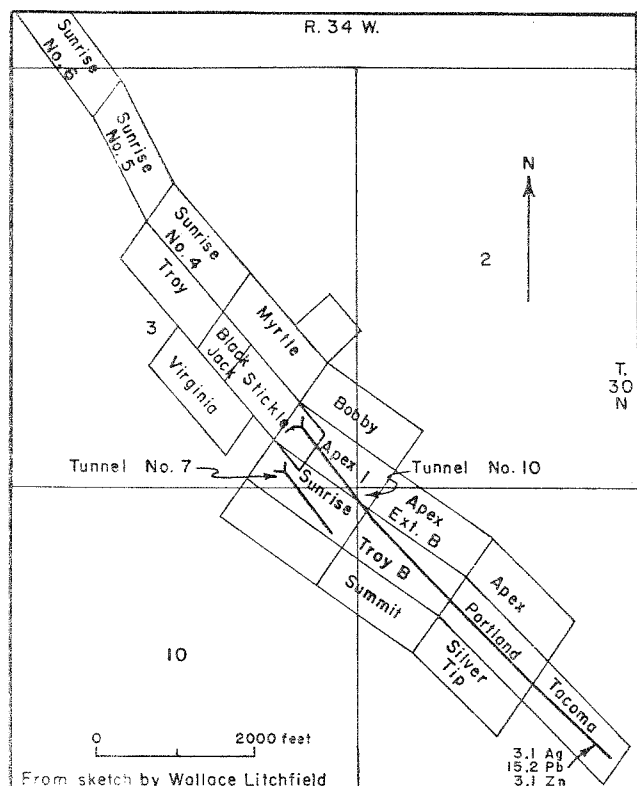 R. 34 W.
Sunrise
No. 6
Sunrise
No. 5
N
Sunrise
No. 4
2
Troy
Myrtle
3
Black
Jack
Stickle
T.
30
N
Virginia
Bobby
Tunnel No. 7
Apex 1
Tunnel No. 10
Sunrise
Apex
Ext. B
Troy B
Apex
Summit
Portland
10
Silver
Tip
Tacoma
0 2000 feet
3.1 Ag
15.2 Pb
3.1 Zn
From sketch by Wallace Litchfield